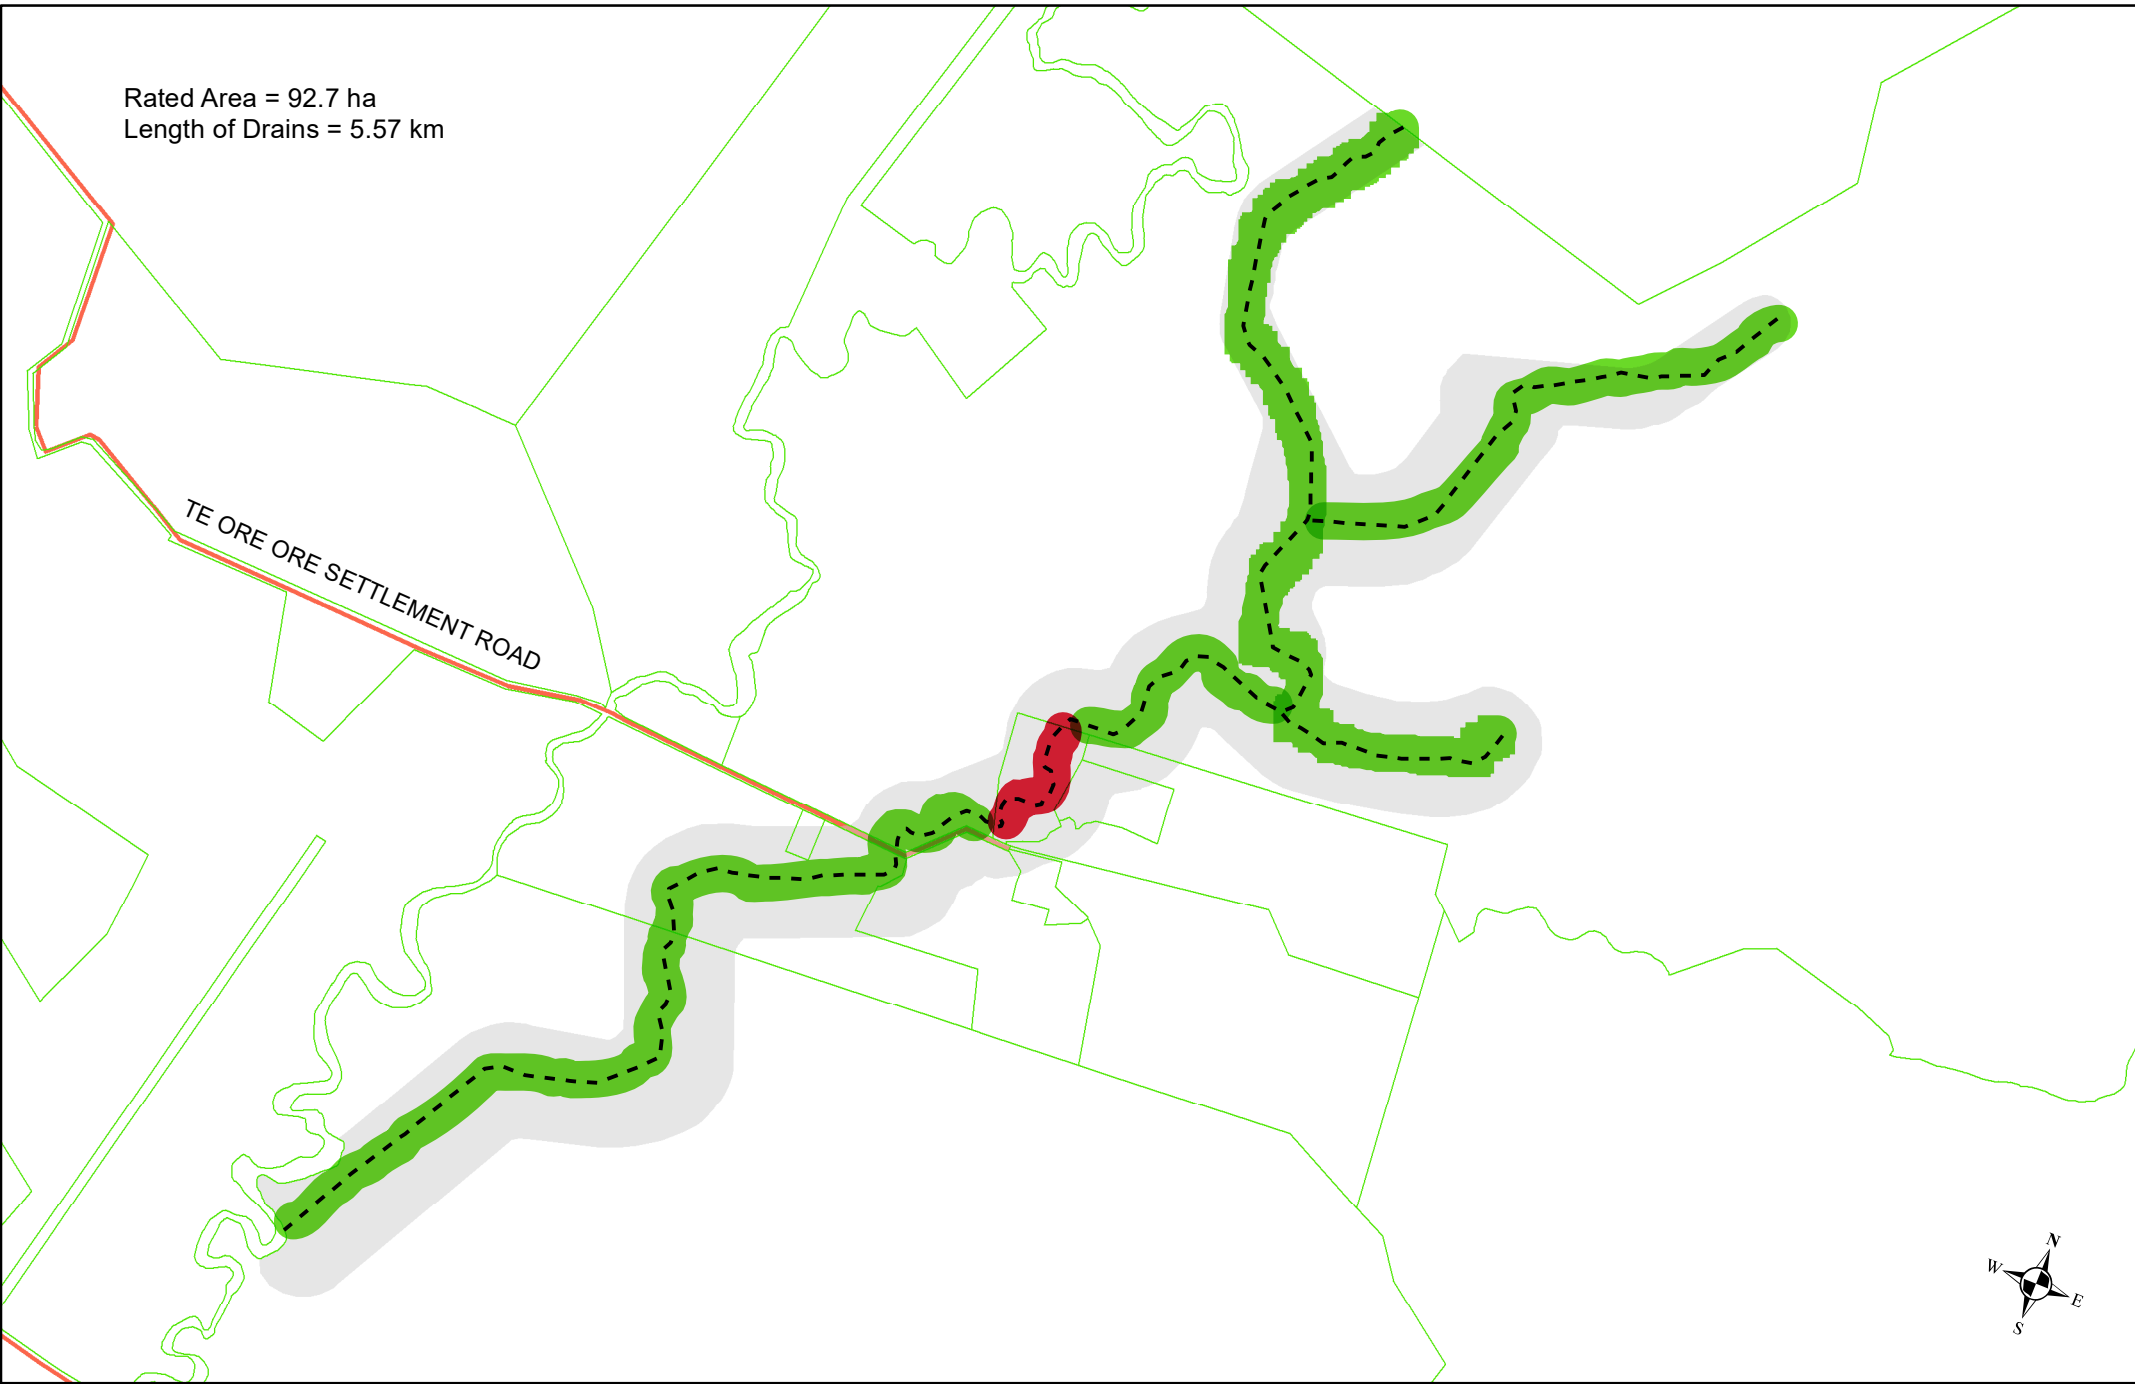 Rated Area = 92.7 ha
Length of Drains = 5.57 km
TE ORE ORE SETTLEMENT ROAD
N
W
E
S